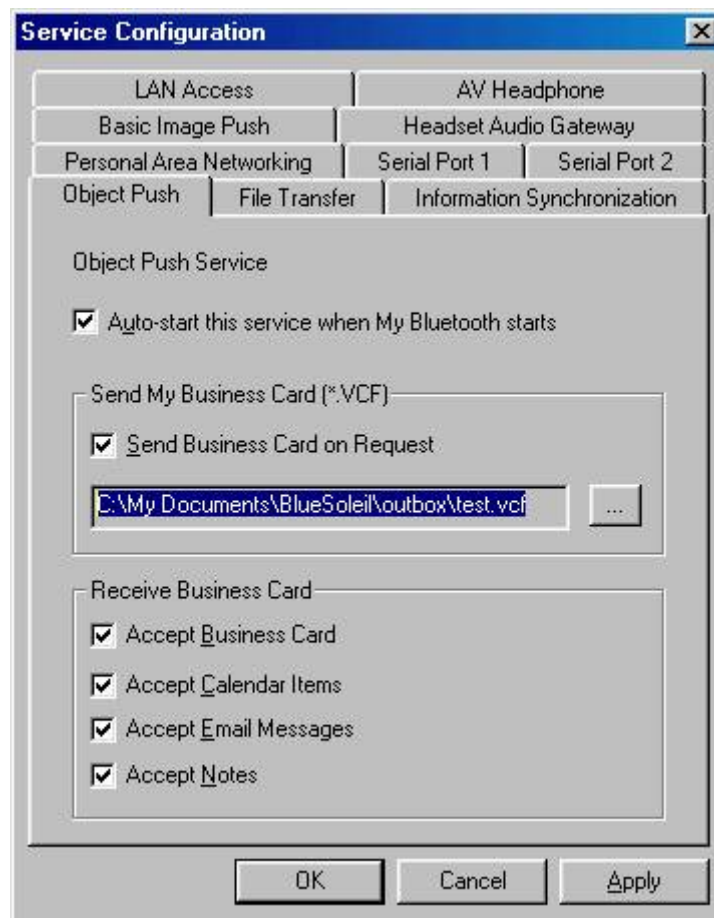 Service Configuration
LAN Access AV Headphone
Basic Image Push Headset Audio Gateway
Personal Area Networking Serial Port 1 Serial Port 2
Object Push File Transfer Information Synchronization
Object Push Service
Auto-start this service when My Bluetooth starts
Send My Business Card (*.VCF)
Send Business Card on Request
C:\My Documents\BlueSoleil\outbox\test.vcf ...
Receive Business Card
Accept Business Card
Accept Calendar Items
Accept Email Messages
Accept Notes
OK Cancel Apply